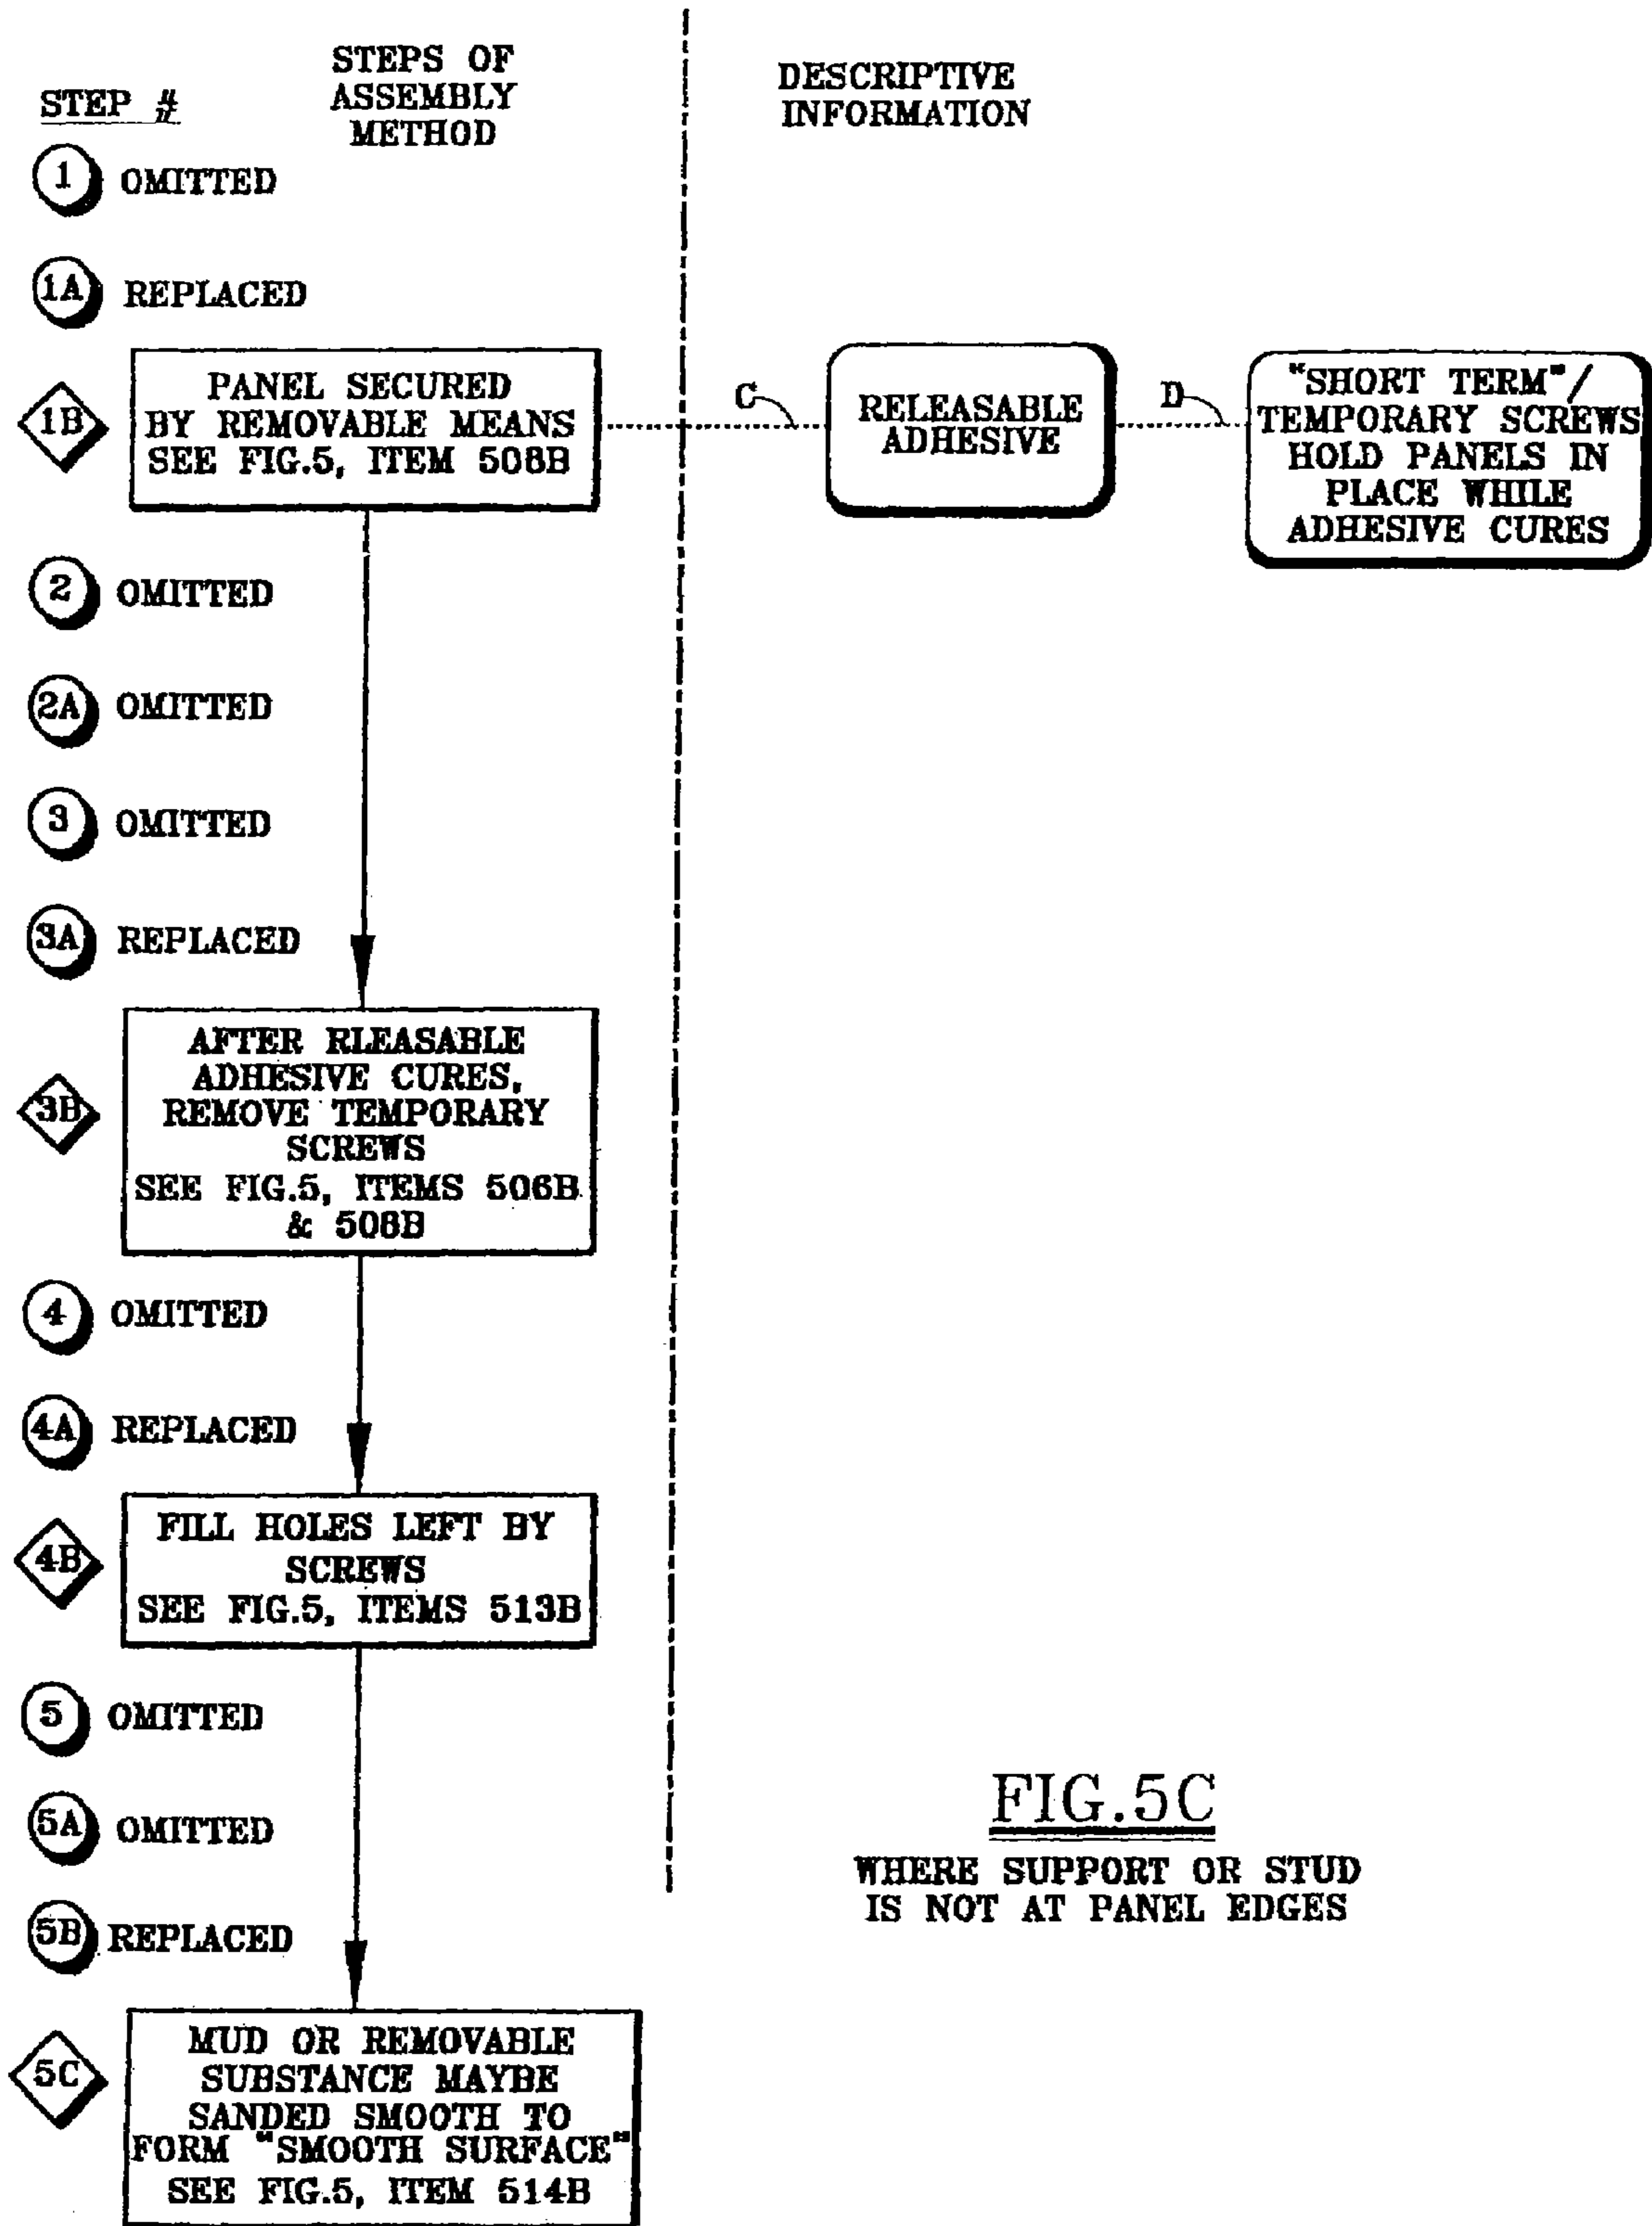 STEP #
STEPS OF
ASSEMBLY
METHOD
DESCRIPTIVE
INFORMATION
1 OMITTED
1A REPLACED
1B
PANEL SECURED
BY REMOVABLE MEANS
SEE FIG.5, ITEM 508B
C
RELEASABLE
ADHESIVE
D
"SHORT TERM"/
TEMPORARY SCREWS
HOLD PANELS IN
PLACE WHILE
ADHESIVE CURES
2 OMITTED
2A OMITTED
3 OMITTED
3A REPLACED
3B
AFTER RLEASABLE
ADHESIVE CURES,
REMOVE TEMPORARY
SCREWS
SEE FIG.5, ITEMS 506B
& 508B
4 OMITTED
4A REPLACED
4B
FILL HOLES LEFT BY
SCREWS
SEE FIG.5, ITEMS 513B
5 OMITTED
5A OMITTED
5B REPLACED
5C
MUD OR REMOVABLE
SUBSTANCE MAYBE
SANDED SMOOTH TO
FORM "SMOOTH SURFACE"
SEE FIG.5, ITEM 514B
FIG.5C
WHERE SUPPORT OR STUD
IS NOT AT PANEL EDGES